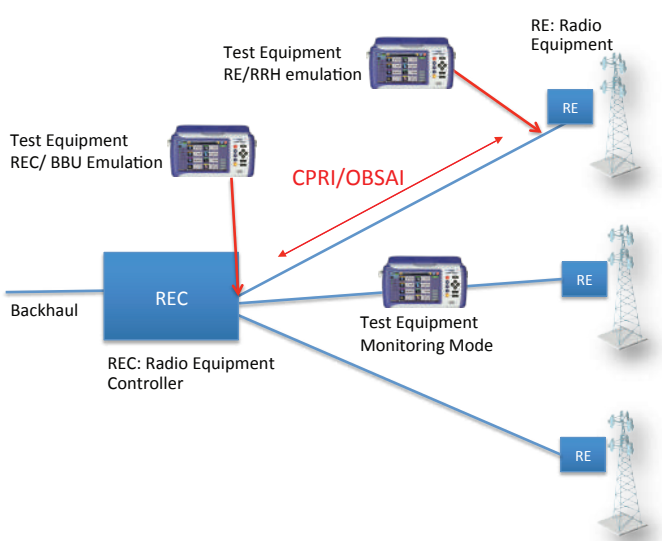 Test Equipment
RE/RRH emulation
RE: Radio
Equipment
RE
Test Equipment
REC/ BBU Emulation
CPRI/OBSAI
REC
Backhaul
RE
Test Equipment
Monitoring Mode
REC: Radio Equipment
Controller
RE